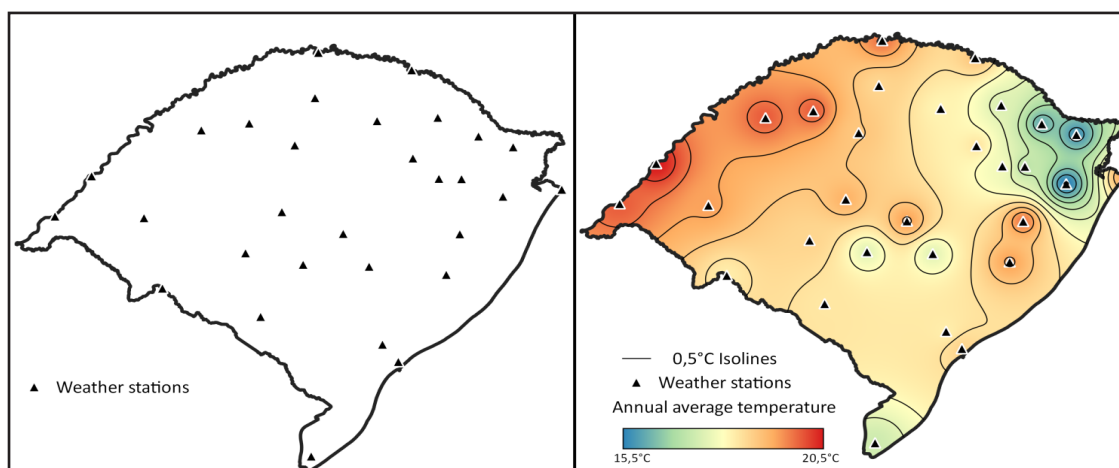 Weather stations
0,5°C Isolines
Weather stations
Annual average temperature
15,5°C 20,5°C